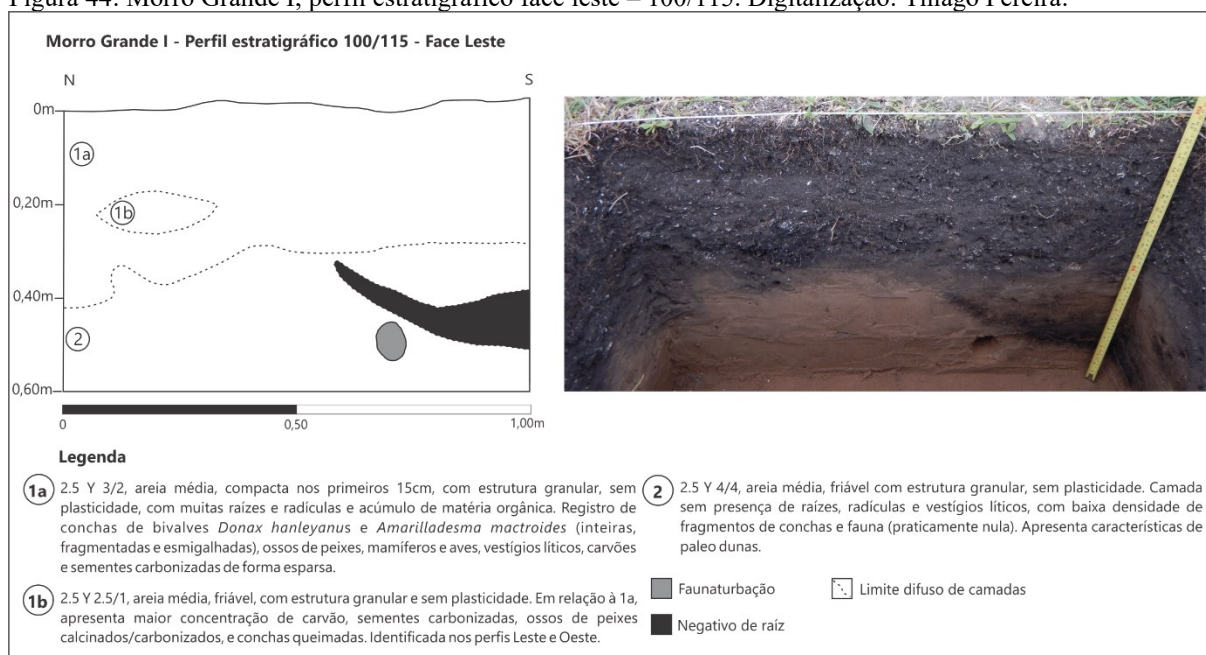 Figura 44: Morro Grande I, perfil estratigráfico face leste – 100/115. Digitalização: Thiago Pereira.
Morro Grande I - Perfil estratigráfico 100/115 - Face Leste
N
S
0m
1a
0,20m
1b
0,40m
2
0,60m
0
0,50
1,00m
Legenda
1a
2.5 Y 3/2, areia média, compacta nos primeiros 15cm, com estrutura granular, sem
plasticidade, com muitas raízes e radículas e acúmulo de matéria orgânica. Registro de
conchas de bivalves Donax hanleyanus e Amarilladesma mactroides (inteiras,
fragmentadas e esmigalhadas), ossos de peixes, mamíferos e aves, vestígios líticos, carvões
e sementes carbonizadas de forma esparsa.
1b
2.5 Y 2.5/1, areia média, friável, com estrutura granular e sem plasticidade. Em relação à 1a,
apresenta maior concentração de carvão, sementes carbonizadas, ossos de peixes
calcinados/carbonizados, e conchas queimadas. Identificada nos perfis Leste e Oeste.
2
2.5 Y 4/4, areia média, friável com estrutura granular, sem plasticidade. Camada
sem presença de raízes, radículas e vestígios líticos, com baixa densidade de
fragmentos de conchas e fauna (praticamente nula). Apresenta características de
paleo dunas.
Faunaturbação
Limite difuso de camadas
Negativo de raíz